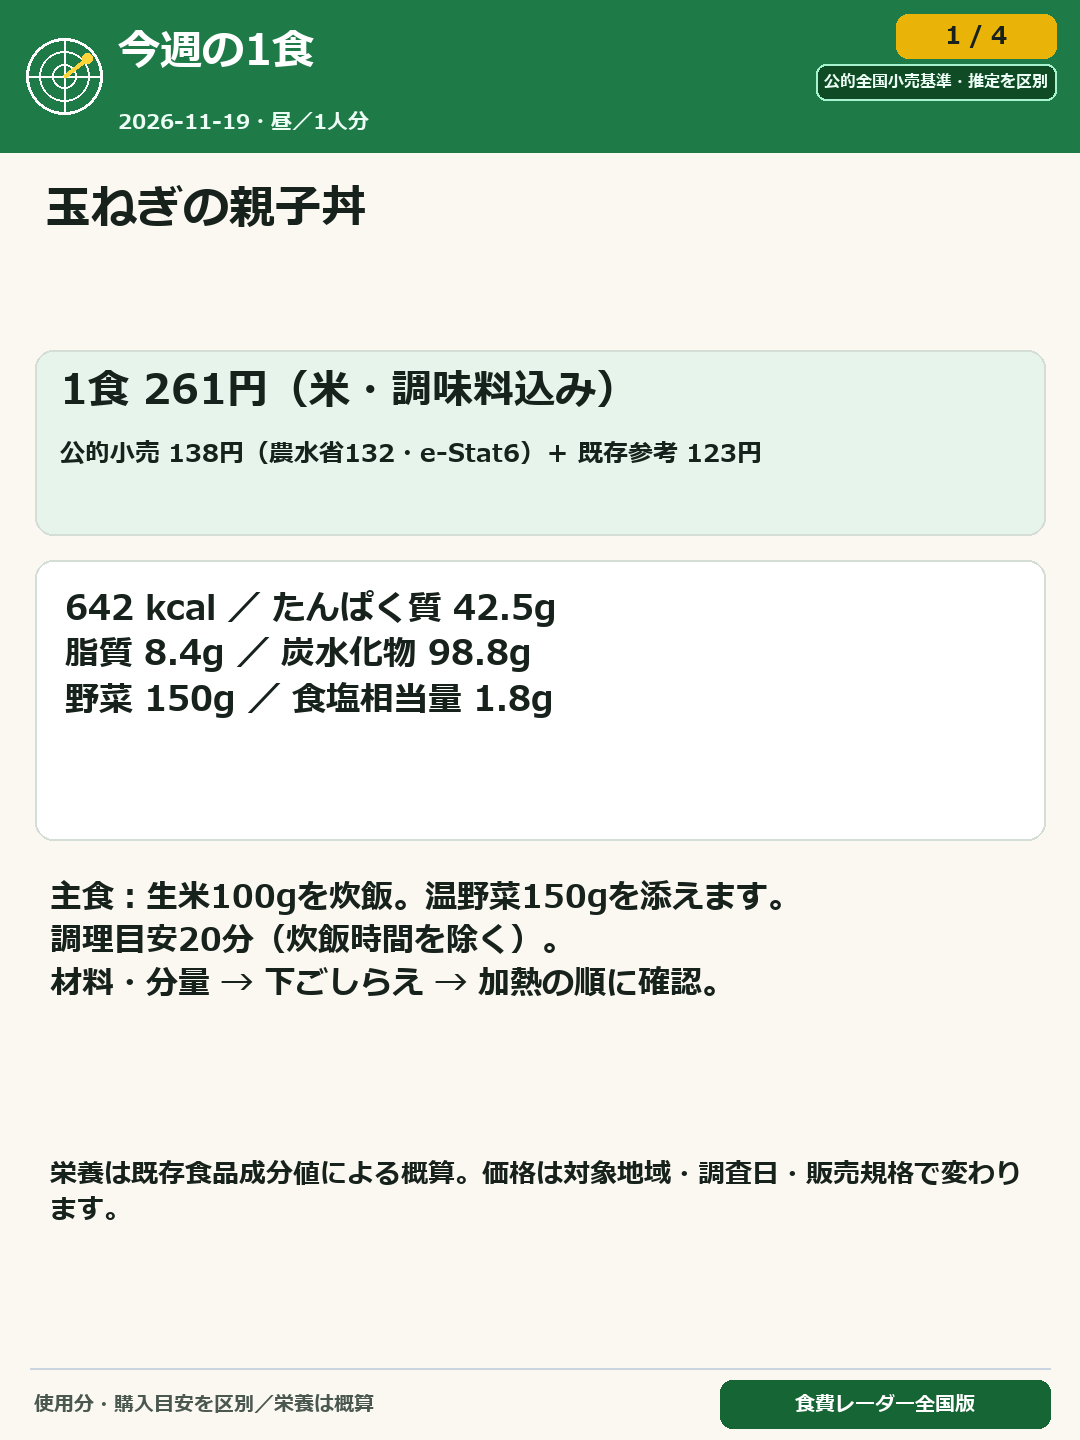 今週の1食
1 / 4
公的全国小売基準・推定を区別
2026-11-19・昼／1人分
玉ねぎの親子丼
1食 261円（米・調味料込み）
公的小売 138円（農水省132・e-Stat6）＋ 既存参考 123円
642 kcal ／ たんぱく質 42.5g
脂質 8.4g ／ 炭水化物 98.8g
野菜 150g ／ 食塩相当量 1.8g
主食：生米100gを炊飯。温野菜150gを添えます。
調理目安20分（炊飯時間を除く）。
材料・分量 → 下ごしらえ → 加熱の順に確認。
栄養は既存食品成分値による概算。価格は対象地域・調査日・販売規格で変わり
ます。
使用分・購入目安を区別／栄養は概算
食費レーダー全国版